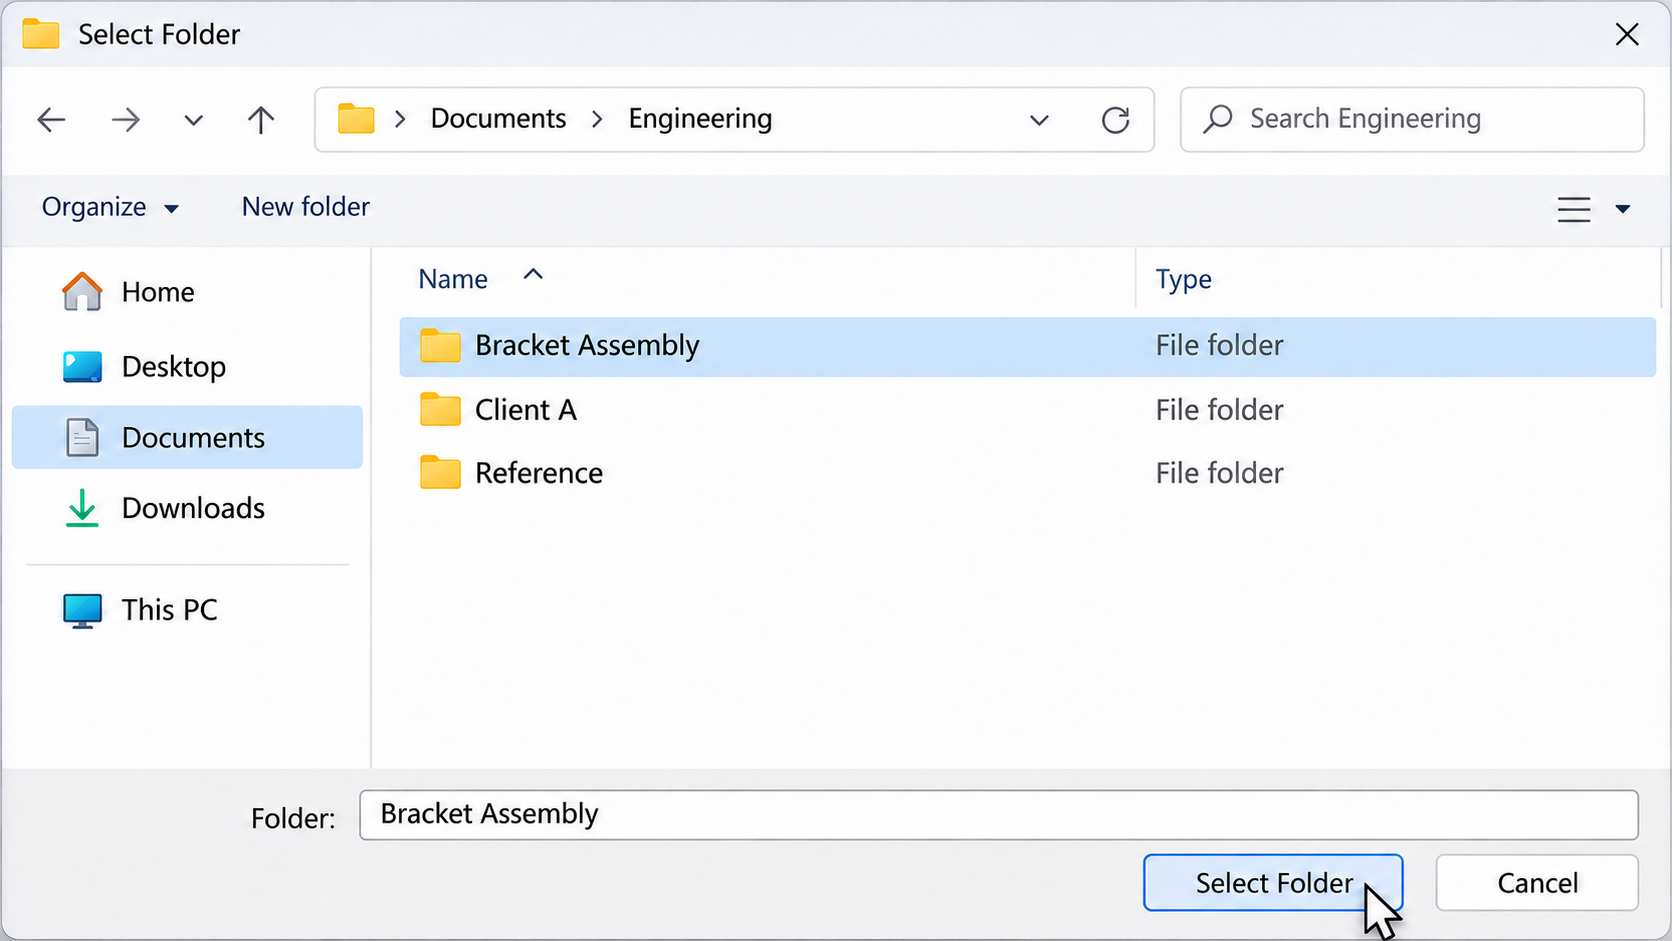 Select Folder
Documents Engineering
Search Engineering
Organize New folder
Name Type
Home
Desktop
Documents
Downloads
This PC
Bracket Assembly File folder
Client A File folder
Reference File folder
Folder: Bracket Assembly
Select Folder Cancel